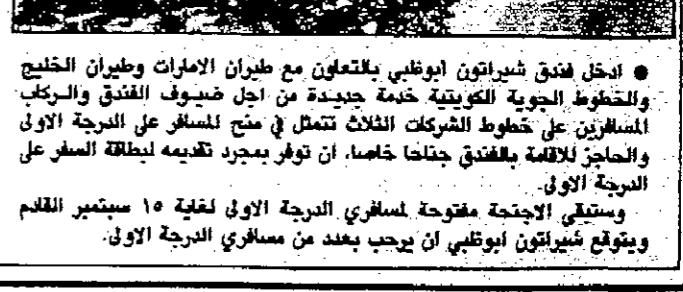 ● ادخل فندق شيراتون ابوظبي بالتعاون مع طيران الامارات وطيران الخليج
والخطوط الجوية الكويتية خدمة جديدة من اجل ضيوف الفندق والركاب
المسافرين على خطوط الشركات الثلاث تتمثل في منح المسافر على الدرجة الاولى
والحاجز للاقامة بالفندق جناحا خاصا، ان توفر بمجرد تقديمه لبطاقة السفر على
الدرجة الاولى.
وستبقى الاجنحة مفتوحة لمسافري الدرجة الاولى لغاية ١٥ سبتمبر القادم
ويتوقع شيراتون ابوظبي ان يرحب بعدد من مسافري الدرجة الاولى.